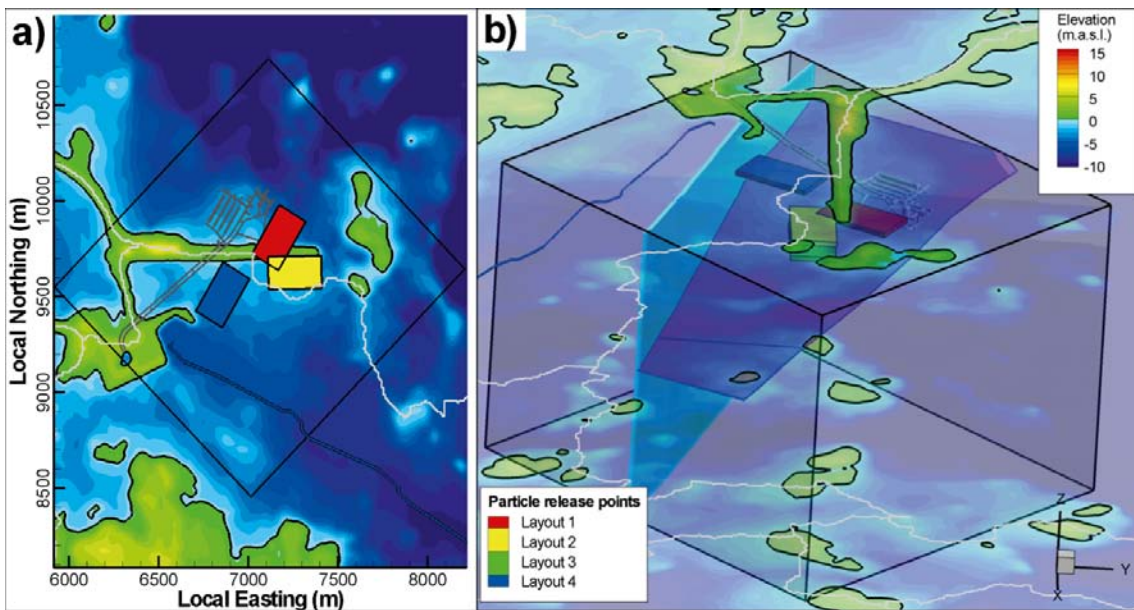 a)
Local Northing (m)
10500
10000
9500
9000
8500
6000 6500 7000 7500 8000
Local Easting (m)
b)
Elevation
(m.a.s.l.)
15
10
5
0
-5
-10
Particle release points
Layout 1
Layout 2
Layout 3
Layout 4
Z
Y
X